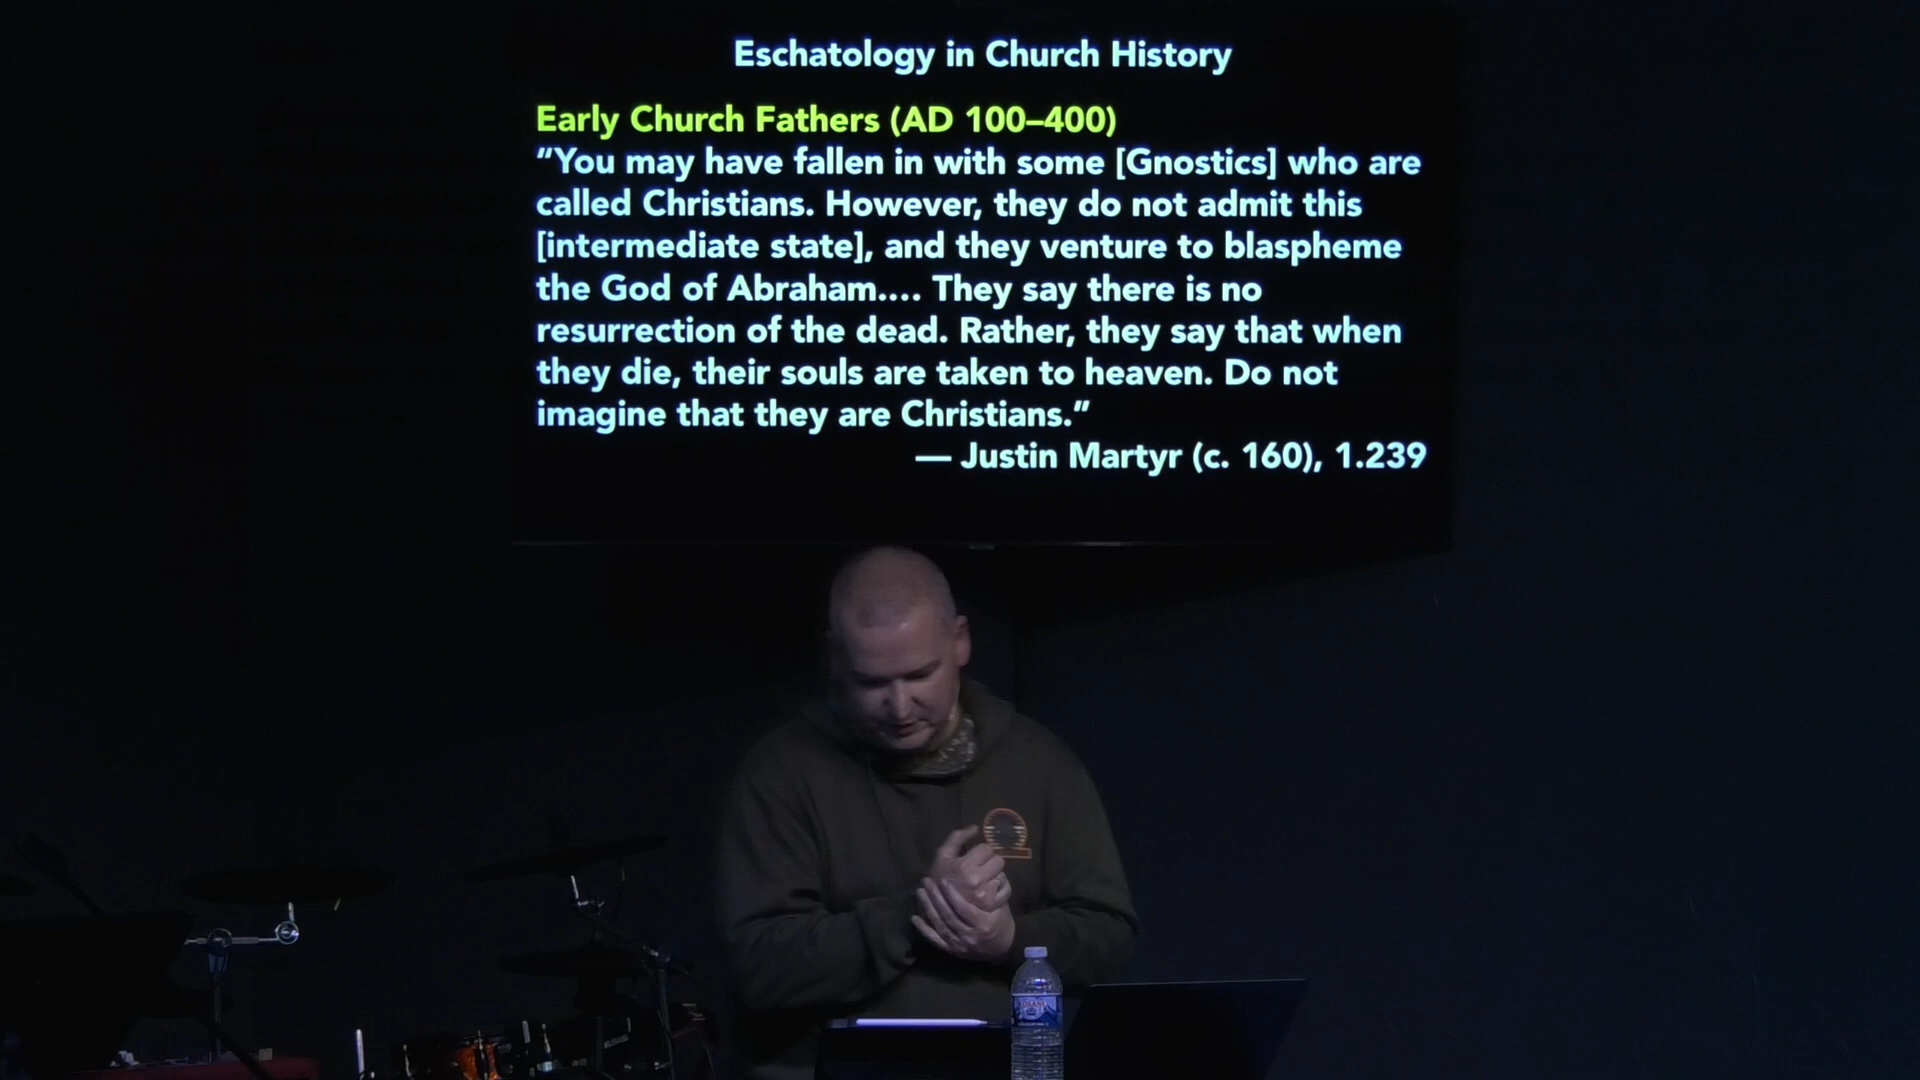 Eschatology in Church History
Early Church Fathers (AD 100–400)
“You may have fallen in with some [Gnostics] who are
called Christians. However, they do not admit this
[intermediate state], and they venture to blaspheme
the God of Abraham.... They say there is no
resurrection of the dead. Rather, they say that when
they die, their souls are taken to heaven. Do not
imagine that they are Christians.”
— Justin Martyr (c. 160), 1.239